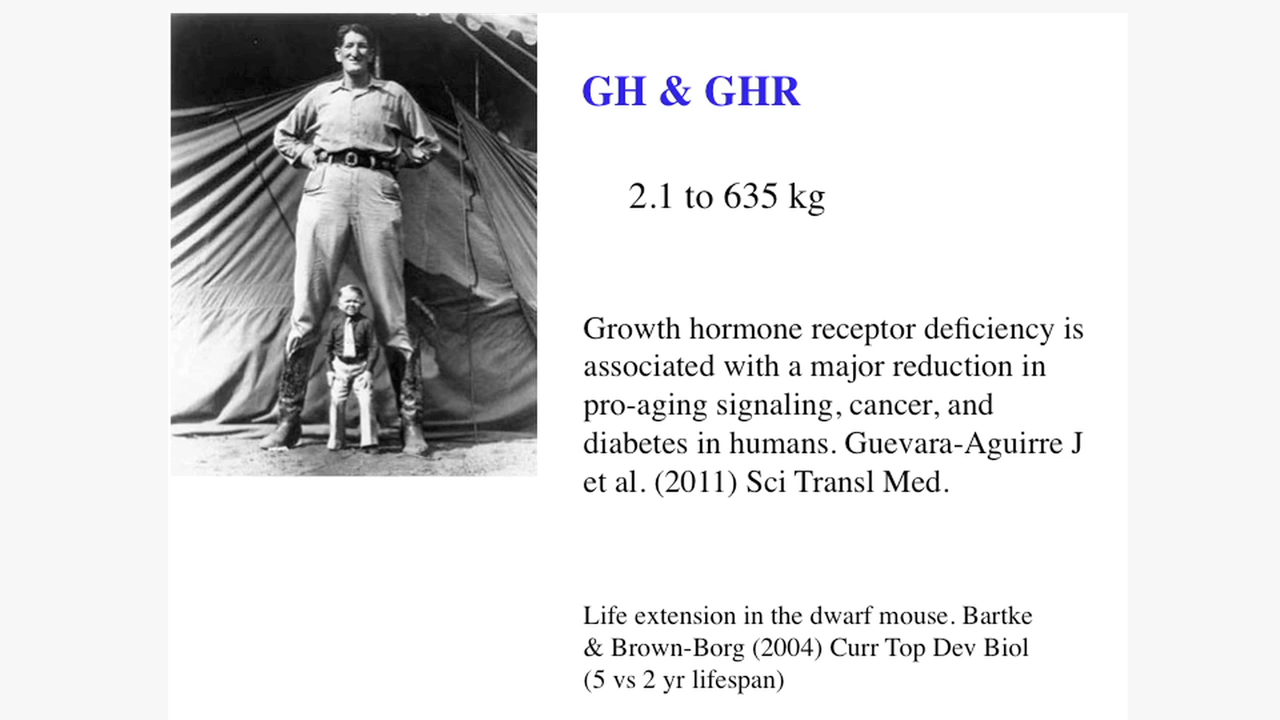 GH & GHR
2.1 to 635 kg
Growth hormone receptor deficiency is
associated with a major reduction in
pro-aging signaling, cancer, and
diabetes in humans. Guevara-Aguirre J
et al. (2011) Sci Transl Med.
Life extension in the dwarf mouse. Bartke
& Brown-Borg (2004) Curr Top Dev Biol
(5 vs 2 yr lifespan)